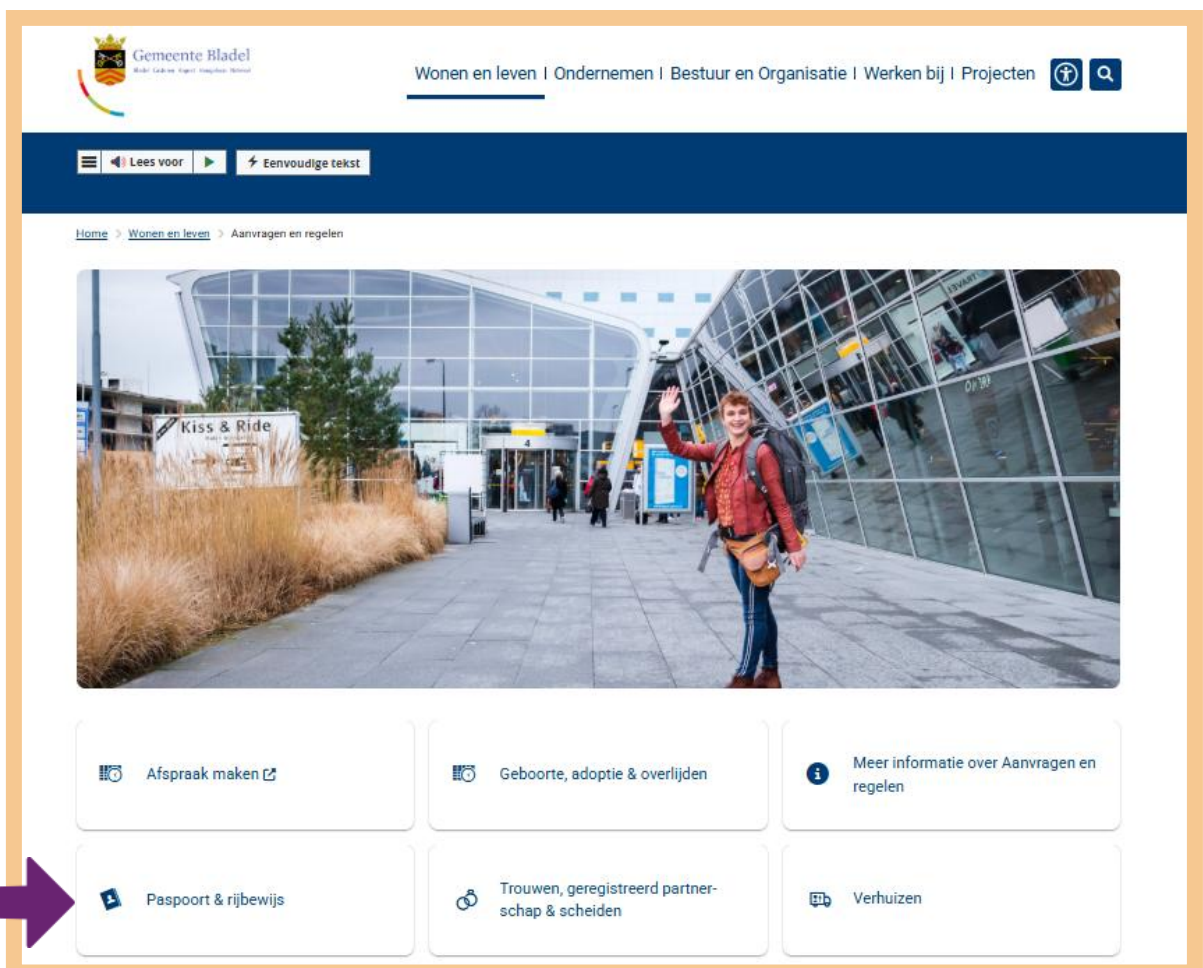 Gemeente Bladel
Wonen en leven | Ondernemen | Bestuur en Organisatie | Werken bij | Projecten
Lees voor
Eenvoudige tekst
Home > Wonen en leven > Aanvragen en regelen
Kiss & Ride
4
Afspraak maken
Geboorte, adoptie & overlijden
Meer informatie over Aanvragen en
regelen
Paspoort & rijbewijs
Trouwen, geregistreerd partner-
schap & scheiden
Verhuizen